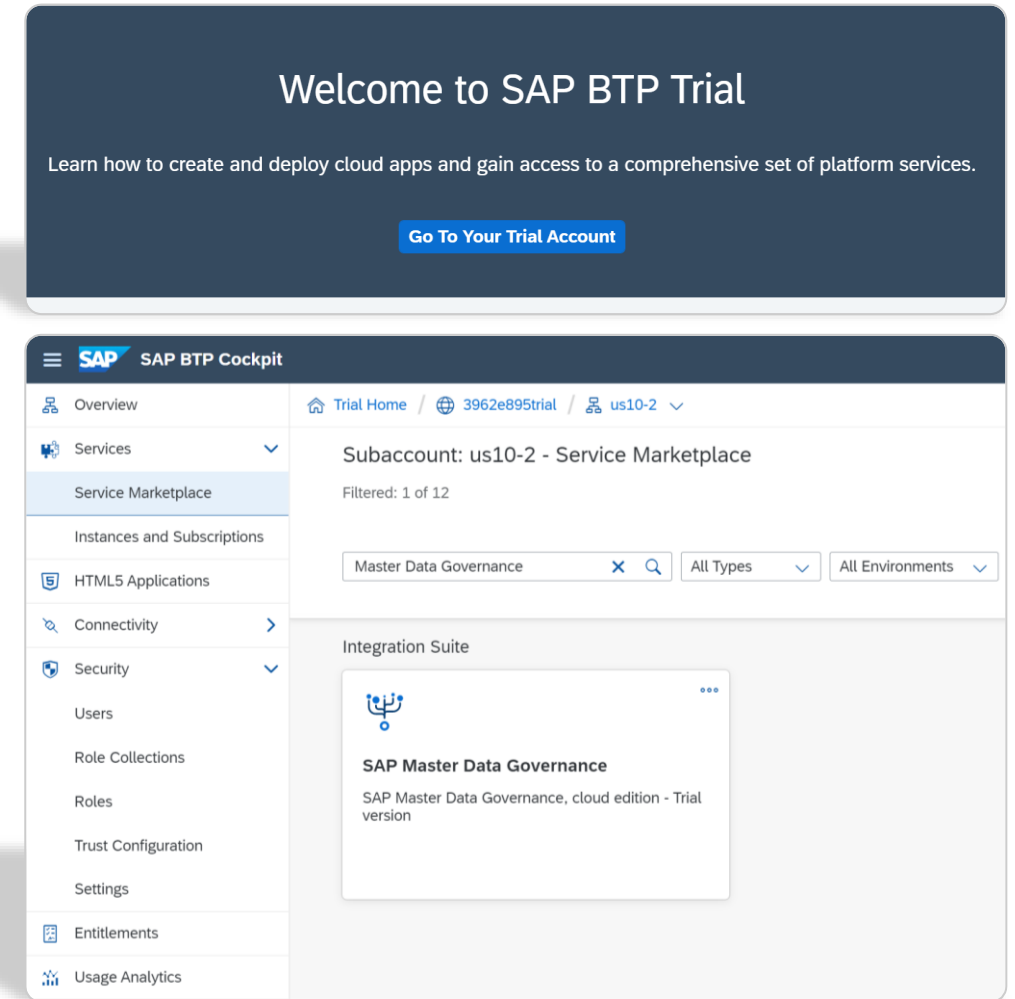 Welcome to SAP BTP Trial
Learn how to create and deploy cloud apps and gain access to a comprehensive set of platform services.
Go To Your Trial Account
SAP SAP BTP Cockpit
Overview
Services
Service Marketplace
Instances and Subscriptions
HTML5 Applications
Connectivity
Security
Users
Role Collections
Roles
Trust Configuration
Settings
Entitlements
Usage Analytics
Trial Home / 3962e895trial / us10-2
Subaccount: us10-2 - Service Marketplace
Filtered: 1 of 12
Master Data Governance
All Types
All Environments
Integration Suite
SAP Master Data Governance
SAP Master Data Governance, cloud edition - Trial
version